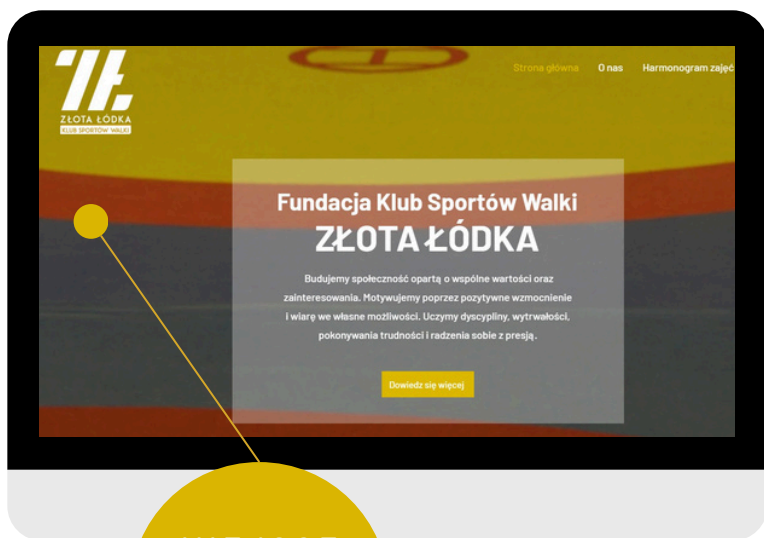 ZŁOTA ŁÓDKA
KLUB SPORTÓW WALKI
Strona główna O nas Harmonogram zajęć
Fundacja Klub Sportów Walki
ZŁOTA ŁÓDKA
Budujemy społeczność opartą o wspólne wartości oraz
zainteresowania. Motywujemy poprzez pozytywne wzmocnienie
i wiarę we własne możliwości. Uczymy dyscypliny, wytrwałości,
pokonywania trudności i radzenia sobie z presją.
Dowiedz się więcej